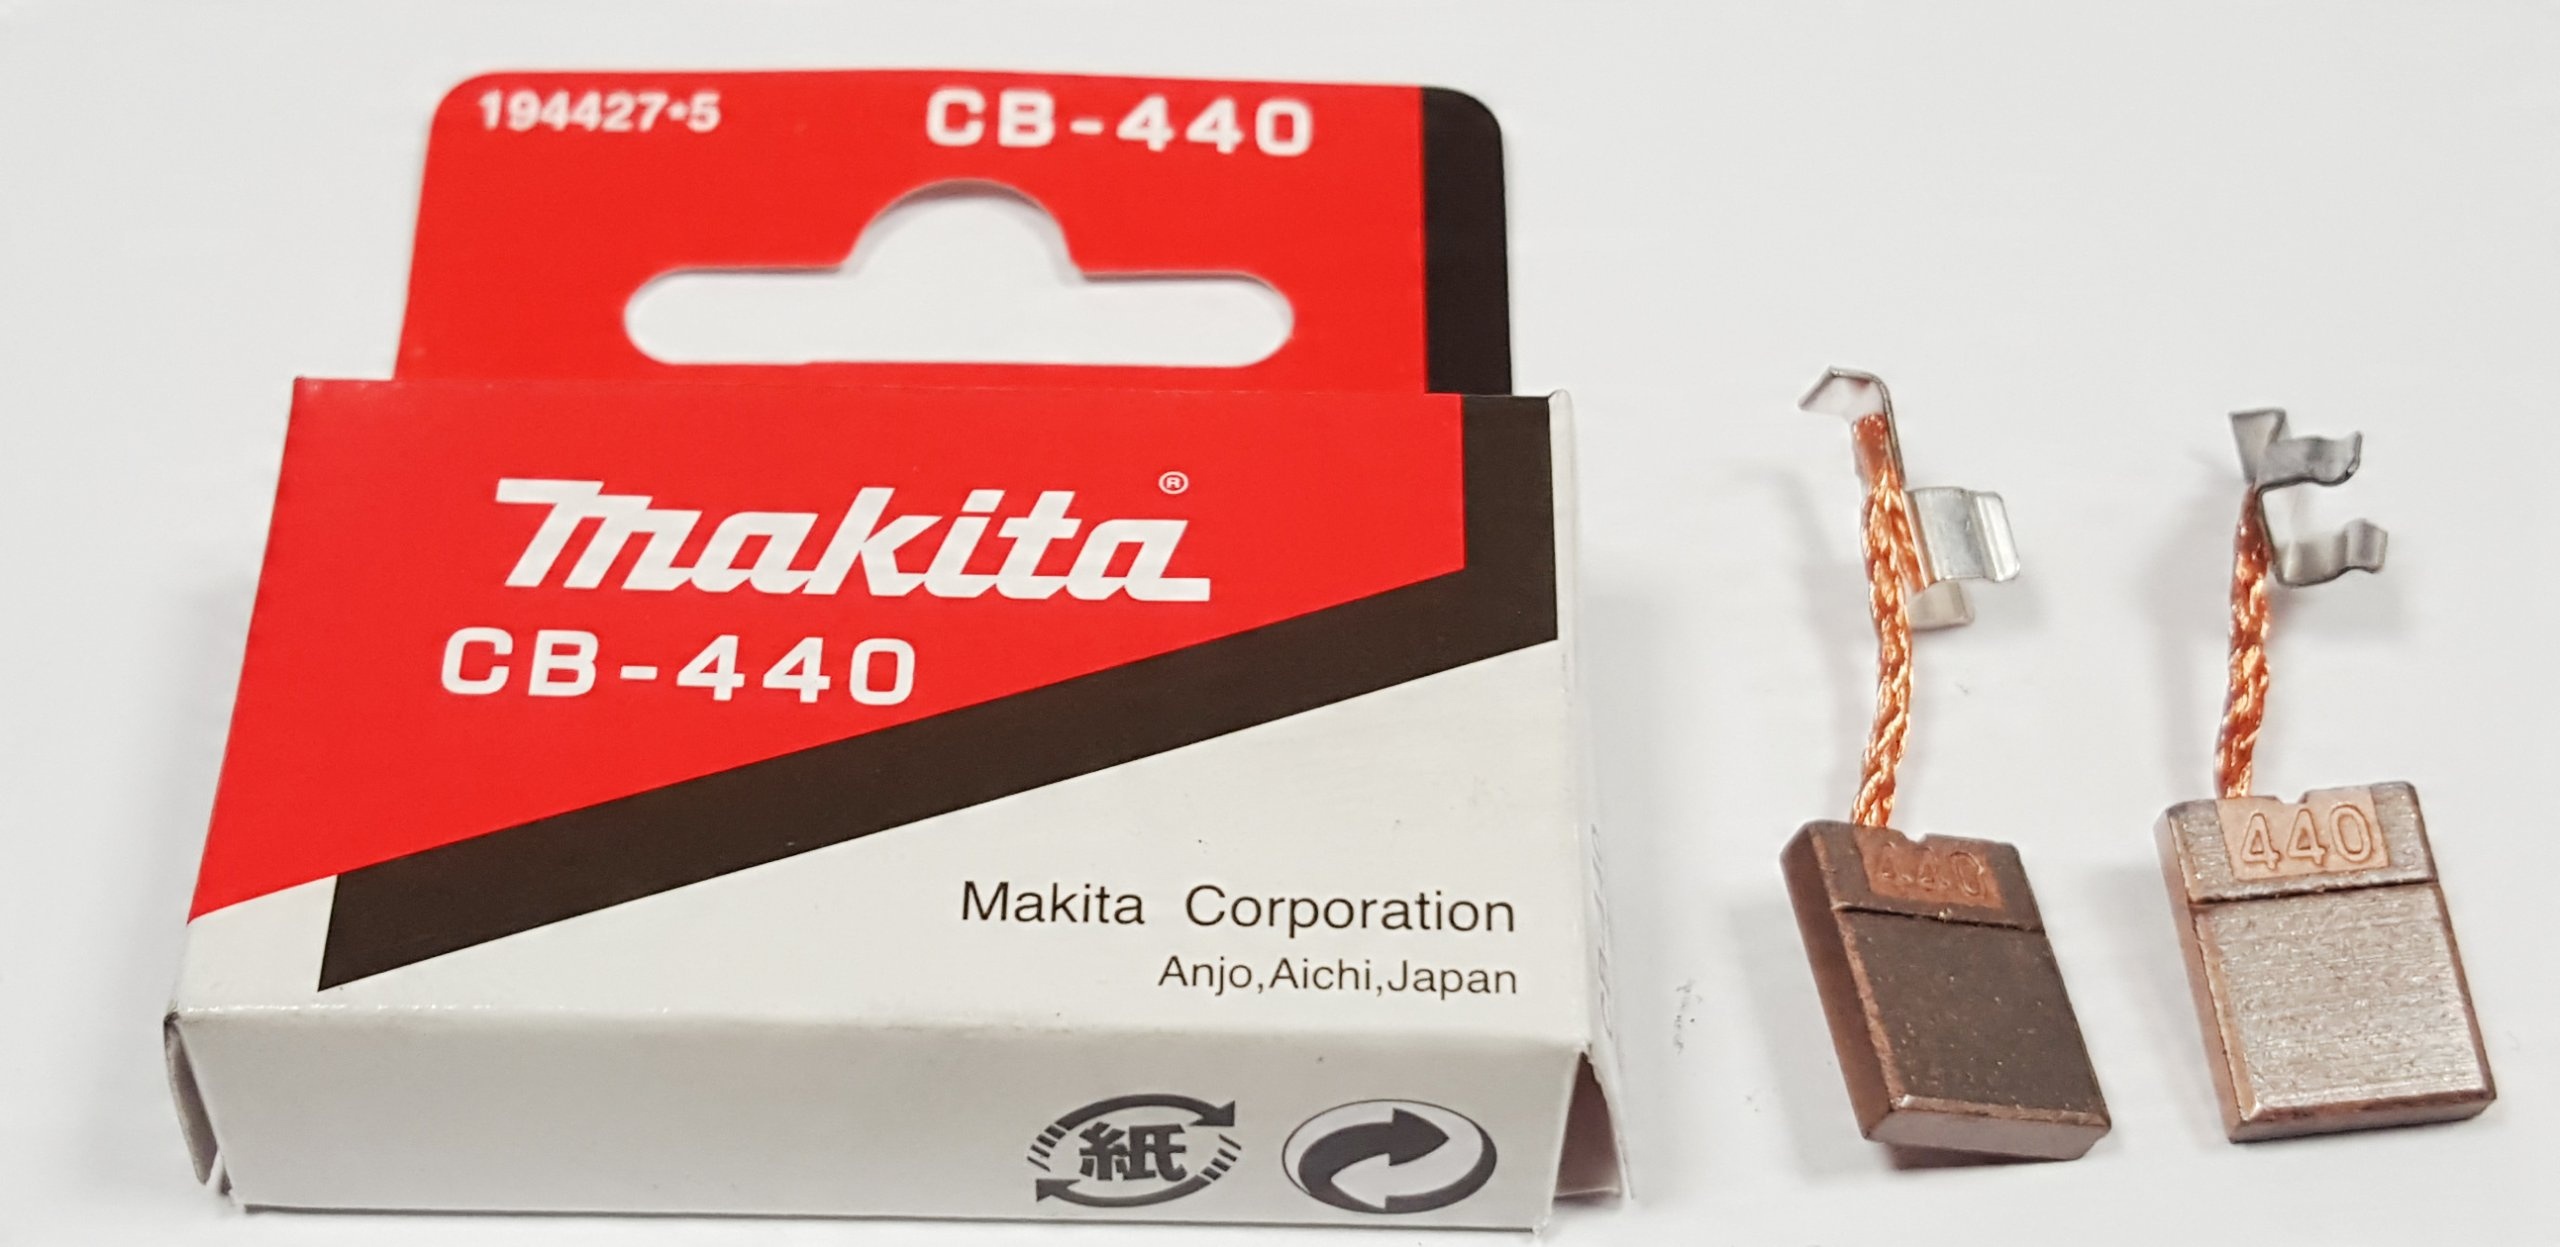 194427•5 CB-440
makita®
CB-440
Makita Corporation
Anjo,Aichi,Japan
紙
440
440